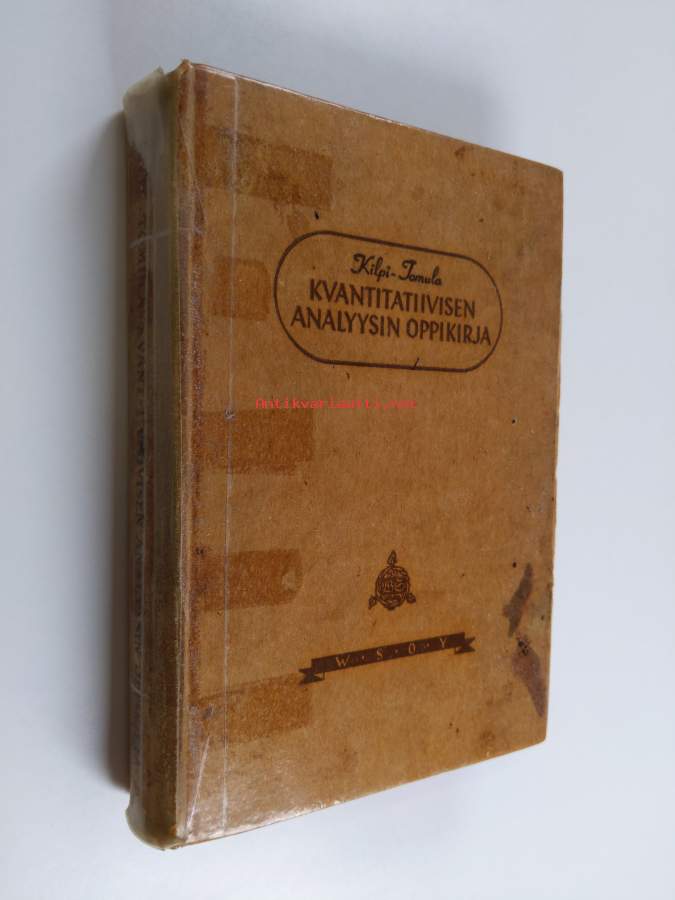 Kilpi-Tomula
KVANTITATIIVISEN
ANALYYSIN OPPIKIRJA
Antikvariaatti.net
W·S·O·Y